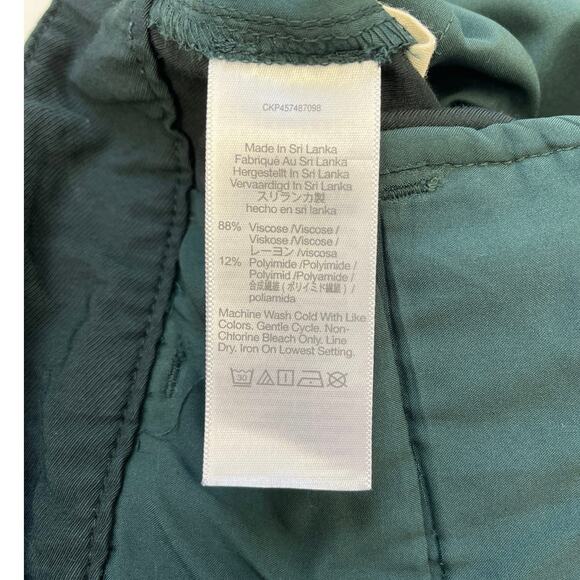 CKP457487098
Made In Sri Lanka
Fabriqué Au Sri Lanka
Hergestellt In Sri Lanka
Vervaardigd In Sri Lanka
スリランカ製
hecho en sri lanka
88% Viscose /Viscose/
Viskose /Viscose /
レーヨン /viscosa
12% Polyimide /Polyimide /
Polyimid /Polyamide /
合成繊維 (ポリイミド繊維) /
poliamida
Machine Wash Cold With Like
Colors. Gentle Cycle. Non-
Chlorine Bleach Only. Line
Dry. Iron On Lowest Setting.
30